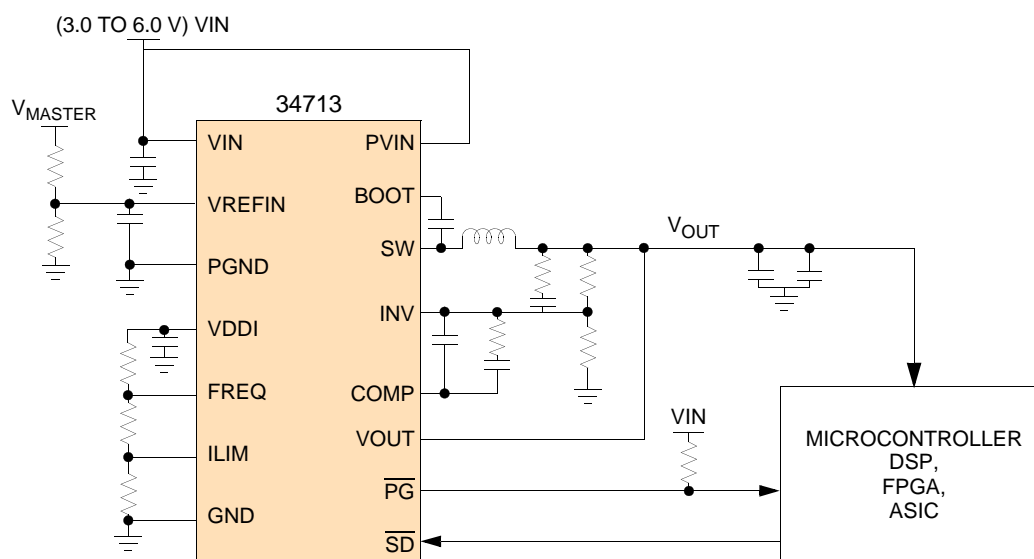 (3.0 TO 6.0 V) VIN
34713
VMASTER
VIN
PVIN
BOOT
VREFIN
SW
VOUT
PGND
INV
VDDI
FREQ
COMP
VIN
VOUT
ILIM
MICROCONTROLLER
DSP,
FPGA,
ASIC
PG
GND
SD